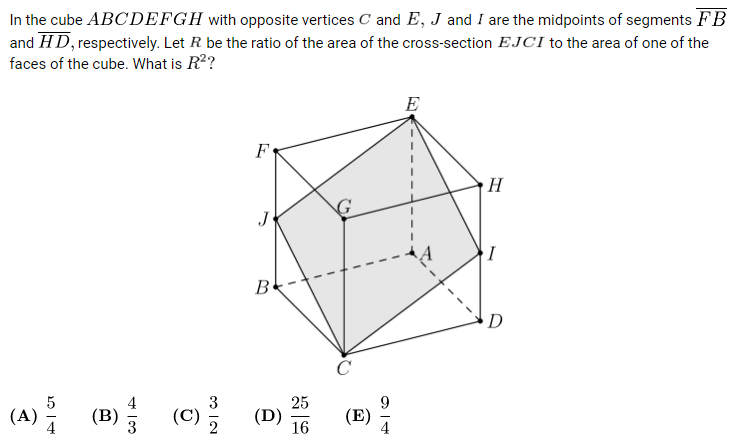 In the cube $ABCDEFGH$ with opposite vertices $C$ and $E$, $J$ and $I$ are the midpoints of segments $\overline{FB}$
and $\overline{HD}$, respectively. Let $R$ be the ratio of the area of the cross-section $EJCI$ to the area of one of the
faces of the cube. What is $R^2$?
E
F
H
G
J
A
I
B
D
C
(A) $\frac{5}{4}$ (B) $\frac{4}{3}$ (C) $\frac{3}{2}$ (D) $\frac{25}{16}$ (E) $\frac{9}{4}$